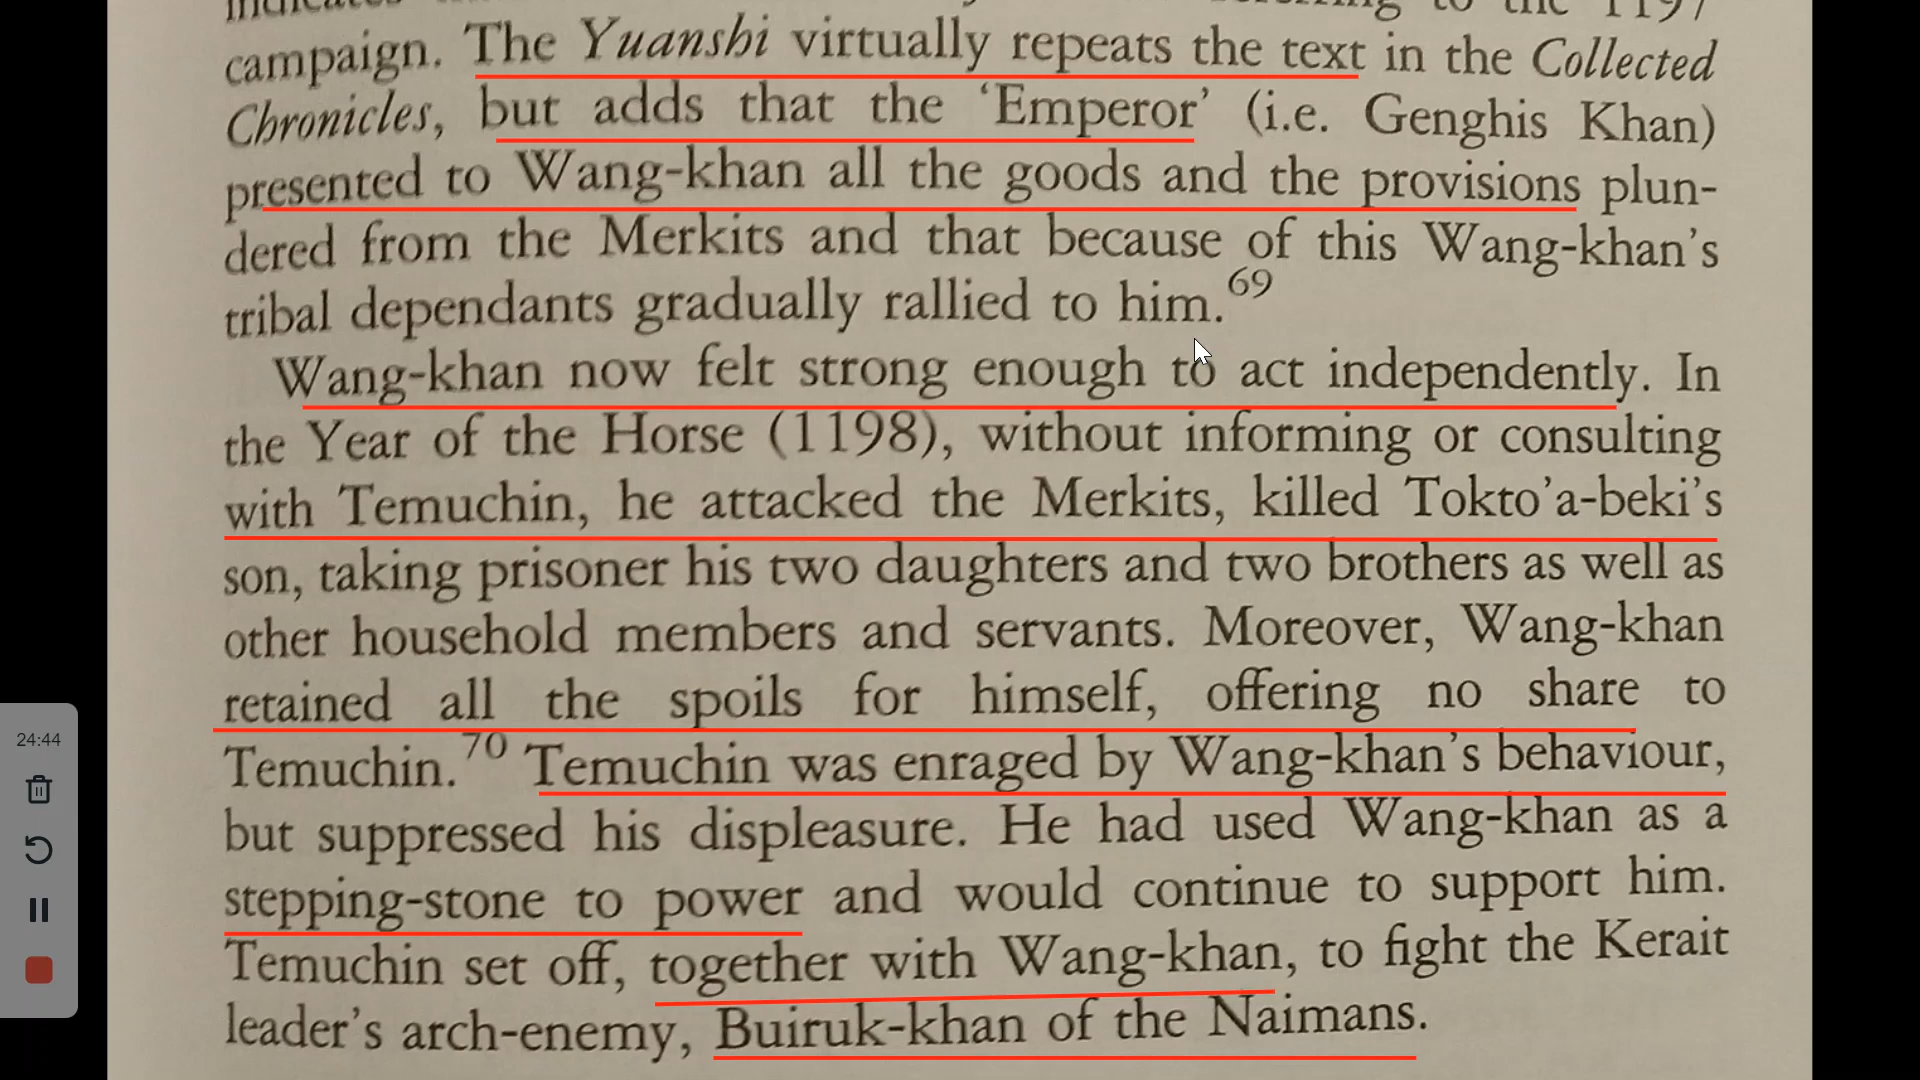 campaign. The Yuanshi virtually repeats the text in the Collected
Chronicles, but adds that the ‘Emperor’ (i.e. Genghis Khan)
presented to Wang-khan all the goods and the provisions plun-
dered from the Merkits and that because of this Wang-khan’s
tribal dependants gradually rallied to him.69
Wang-khan now felt strong enough to act independently. In
the Year of the Horse (1198), without informing or consulting
with Temuchin, he attacked the Merkits, killed Tokto’a-beki’s
son, taking prisoner his two daughters and two brothers as well as
other household members and servants. Moreover, Wang-khan
retained all the spoils for himself, offering no share to
Temuchin.70 Temuchin was enraged by Wang-khan’s behaviour,
but suppressed his displeasure. He had used Wang-khan as a
stepping-stone to power and would continue to support him.
Temuchin set off, together with Wang-khan, to fight the Kerait
leader’s arch-enemy, Buiruk-khan of the Naimans.
24:44